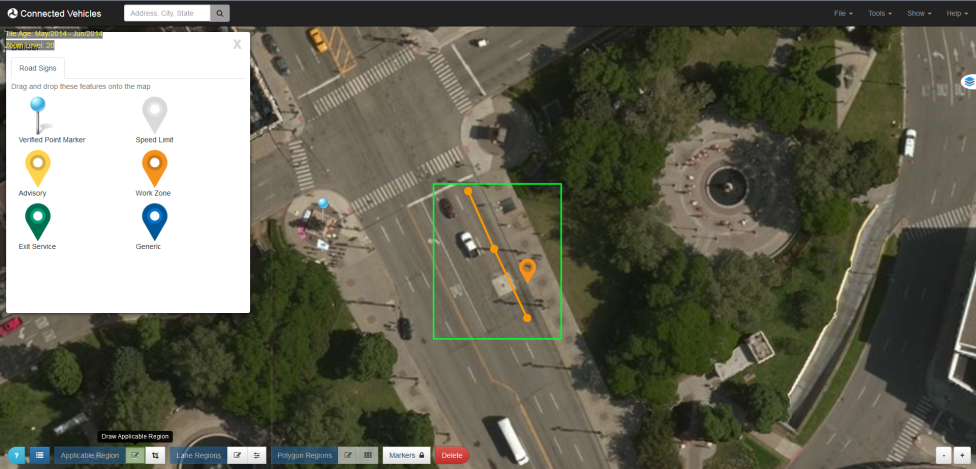 Connected Vehicles
Address, City, State
File
Tools
Show
Help
Tile Age: May/2014 - Jun/2014
Zoom Level: 20
X
Road Signs
Drag and drop these features onto the map
Verified Point Marker
Speed Limit
Advisory
Work Zone
Exit Service
Generic
Draw Applicable Region
?
Applicable Region
Lane Regions
Polygon Regions
Markers
Delete
-
+